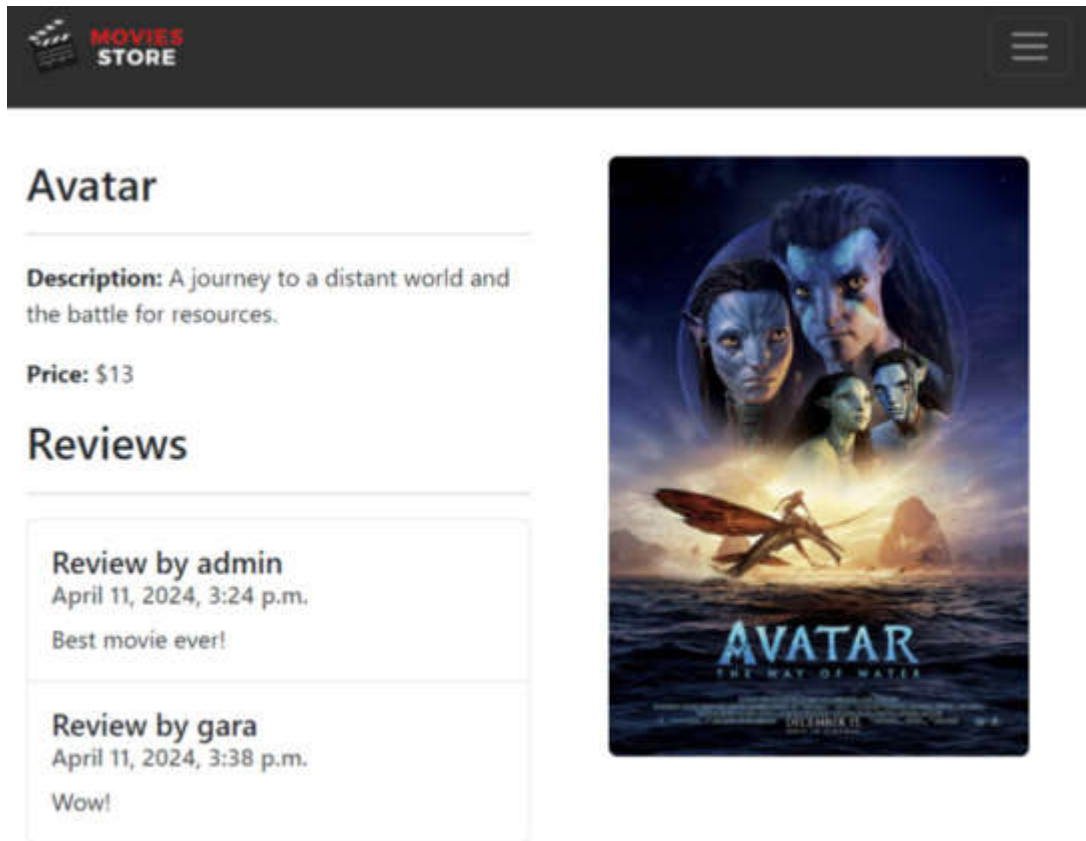 MOVIES
STORE
Avatar
Description: A journey to a distant world and
the battle for resources.
Price: $13
Reviews
Review by admin
April 11, 2024, 3:24 p.m.
Best movie ever!
Review by gara
April 11, 2024, 3:38 p.m.
Wow!
AVATAR
THE WAY OF WATER